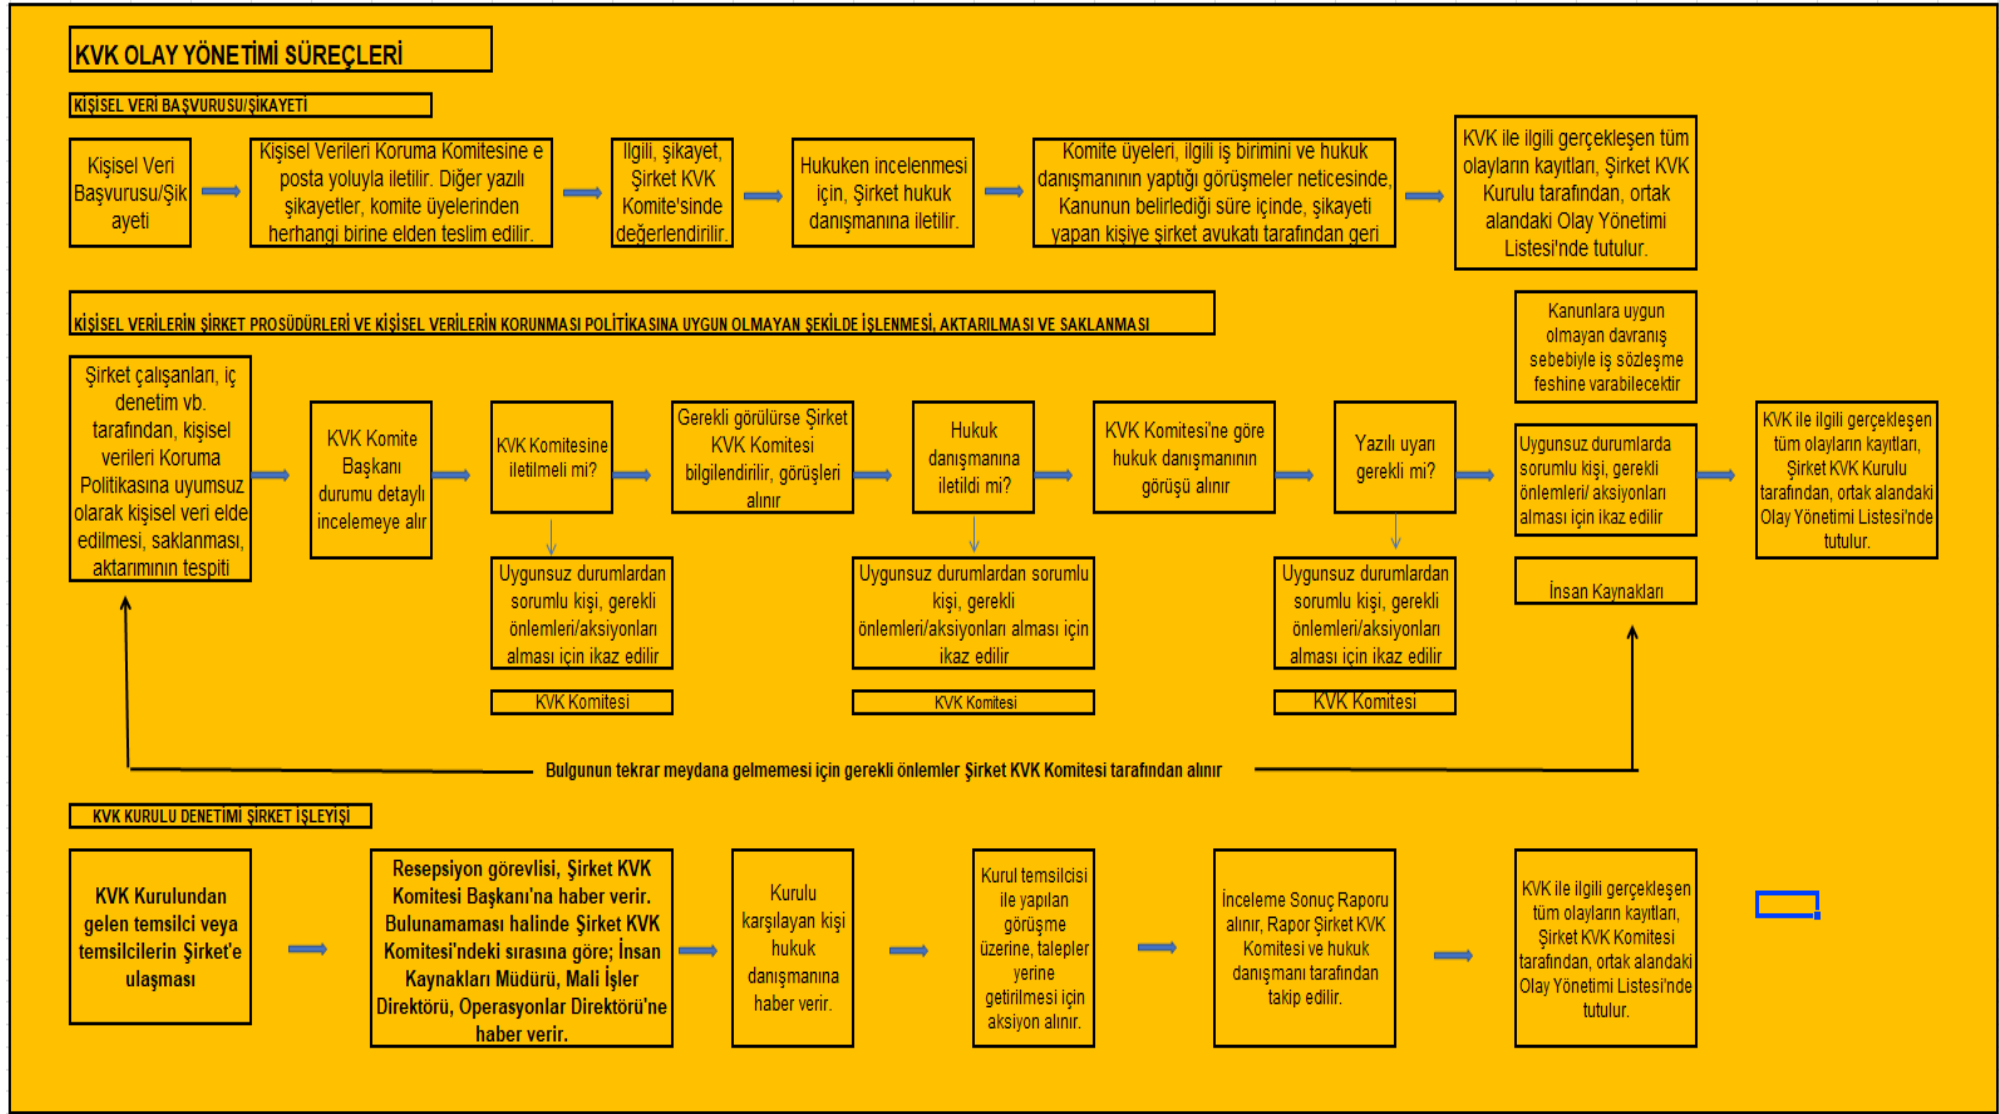 KVK OLAY YÖNETİMİ SÜREÇLERİ
KİŞİSEL VERİ BAŞVURUSU/ŞİKAYETİ
Kişisel Veri
Başvurusu/Şik
ayeti
Kişisel Verileri Koruma Komitesine e
posta yoluyla iletilir. Diğer yazılı
şikayetler, komite üyelerinden
herhangi birine elden teslim edilir.
İlgili, şikayet,
Şirket KVK
Komite'sinde
değerlendirilir.
Hukuken incelenmesi
için, Şirket hukuk
danışmanına iletilir.
Komite üyeleri, ilgili iş birimini ve hukuk
danışmanının yaptığı görüşmeler neticesinde,
Kanunun belirlediği süre içinde, şikayeti
yapan kişiye şirket avukatı tarafından geri
KVK ile ilgili gerçekleşen tüm
olayların kayıtları, Şirket KVK
Kurulu tarafından, ortak
alandaki Olay Yönetimi
Listesi'nde tutulur.
KİŞİSEL VERİLERİN ŞİRKET PROSÜDÜRLERİ VE KİŞİSEL VERİLERİN KORUNMASI POLİTİKASINA UYGUN OLMAYAN ŞEKİLDE İŞLENMESİ, AKTARILMASI VE SAKLANMASI
Şirket çalışanları, iç
denetim vb.
tarafından, kişisel
verileri Koruma
Politikasına uyumsuz
olarak kişisel veri elde
edilmesi, saklanması,
aktarımının tespiti
KVK Komite
Başkanı
durumu detaylı
incelemeye alır
KVK Komitesine
iletilmeli mi?
Gerekli görülürse Şirket
KVK Komitesi
bilgilendirilir, görüşleri
alınır
Hukuk
danışmanına
iletildi mi?
KVK Komitesi'ne göre
hukuk danışmanının
görüşü alınır
Yazılı uyarı
gerekli mi?
Kanunlara uygun
olmayan davranış
sebebiyle iş sözleşme
feshine varabilecektir
Uygunsuz durumlarda
sorumlu kişi, gerekli
önlemleri/ aksiyonları
alması için ikaz edilir
İnsan Kaynakları
KVK ile ilgili gerçekleşen
tüm olayların kayıtları,
Şirket KVK Kurulu
tarafından, ortak alandaki
Olay Yönetimi Listesi'nde
tutulur.
Uygunsuz durumlardan
sorumlu kişi, gerekli
önlemleri/aksiyonları
alması için ikaz edilir
KVK Komitesi
Uygunsuz durumlardan sorumlu
kişi, gerekli
önlemleri/aksiyonları alması için
ikaz edilir
KVK Komitesi
Uygunsuz durumlardan
sorumlu kişi, gerekli
önlemleri/aksiyonları
alması için ikaz edilir
KVK Komitesi
Bulgunun tekrar meydana gelmemesi için gerekli önlemler Şirket KVK Komitesi tarafından alınır
KVK KURULU DENETİMİ ŞİRKET İŞLEYİŞİ
KVK Kurulundan
gelen temsilci veya
temsilcilerin Şirket'e
ulaşması
Resepsiyon görevlisi, Şirket KVK
Komitesi Başkanı'na haber verir.
Bulunamaması halinde Şirket KVK
Komitesi'ndeki sırasına göre; İnsan
Kaynakları Müdürü, Mali İşler
Direktörü, Operasyonlar Direktörü'ne
haber verir.
Kurulu
karşılayan kişi
hukuk
danışmanına
haber verir.
Kurul temsilcisi
ile yapılan
görüşme
üzerine, talepler
yerine
getirilmesi için
aksiyon alınır.
İnceleme Sonuç Raporu
alınır, Rapor Şirket KVK
Komitesi ve hukuk
danışmanı tarafından
takip edilir.
KVK ile ilgili gerçekleşen
tüm olayların kayıtları,
Şirket KVK Komitesi
tarafından, ortak alandaki
Olay Yönetimi Listesi'nde
tutulur.